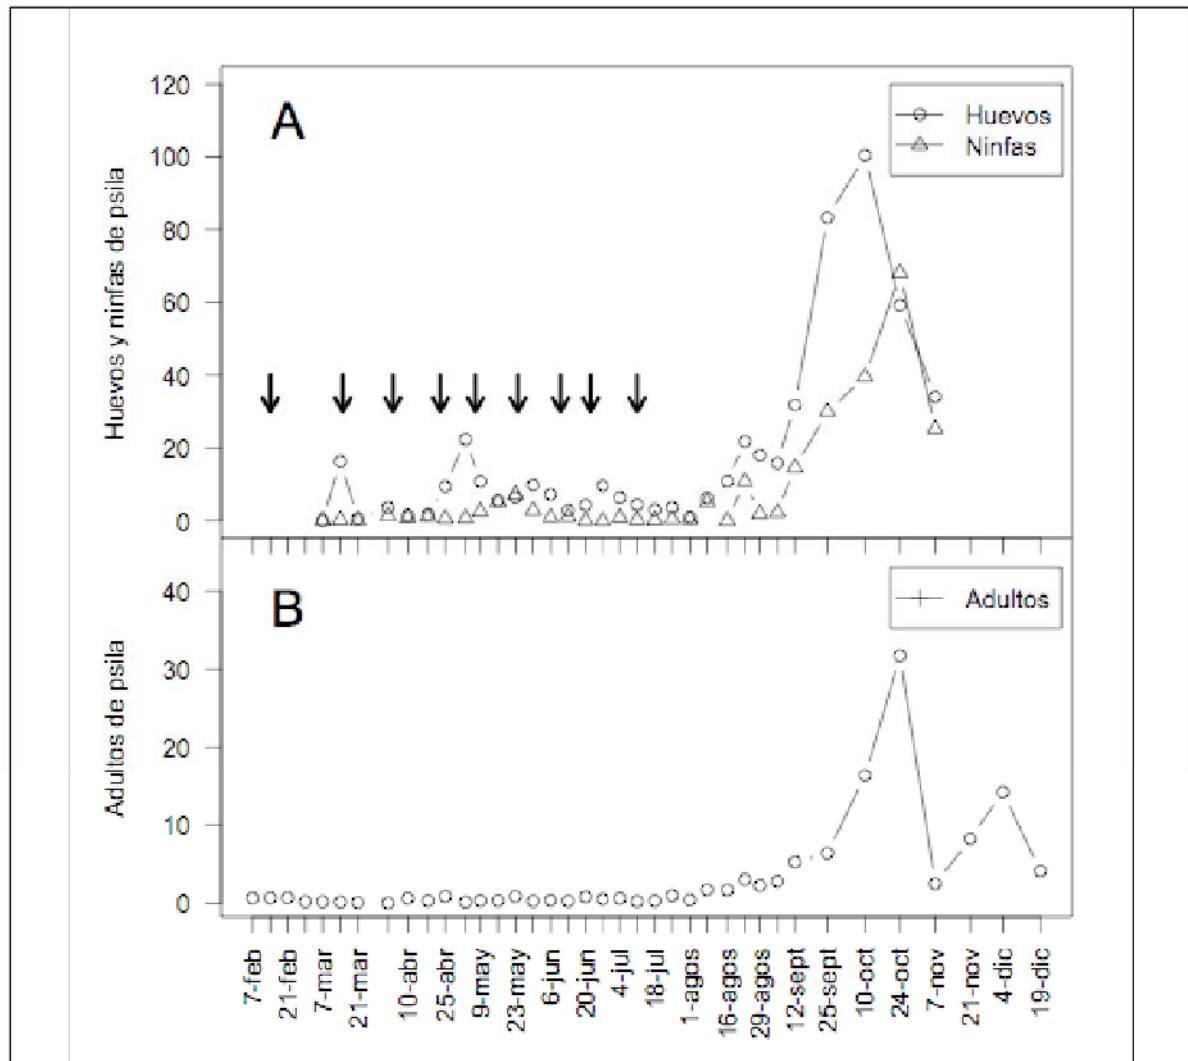 A
Huevos
Ninfas
Huevos y ninfas de psila
120
100
80
60
40
20
0
B
Adultos
Adultos de psila
40
30
20
10
0
7-feb
21-feb
7-mar
21-mar
10-abr
25-abr
9-may
23-may
6-jun
20-jun
4-jul
18-jul
1-agos
16-agos
29-agos
12-sept
25-sept
10-oct
24-oct
7-nov
21-nov
4-dic
19-dic